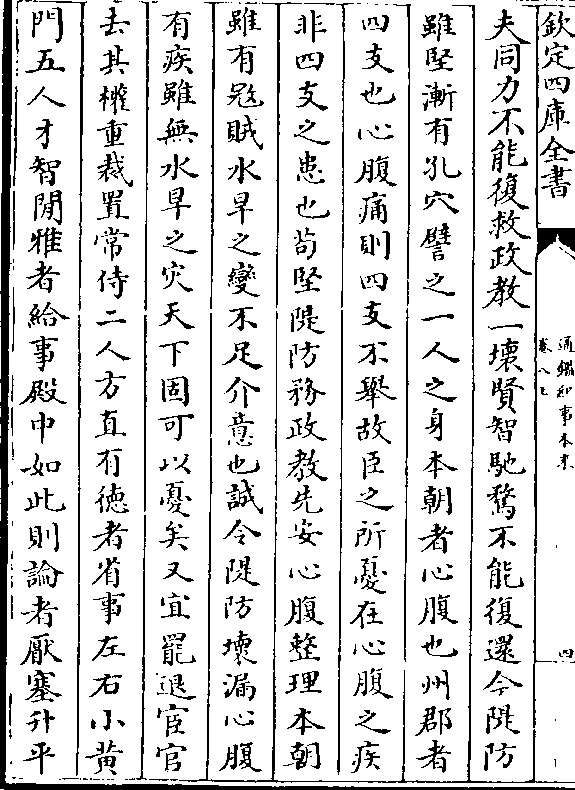 欽定四庫全書
通鑑紀事本末
卷八上
四
夫同力不能復救政教一壞賢智馳騖不能復還今隄防
雖堅漸有孔穴譬之一人之身本朝者心腹也州郡者
四支也心腹痛則四支不舉故臣之所憂在心腹之疾
非四支之患也茍堅隄防務政教先安心腹整理本朝
雖有宼賊水旱之變不足介意也誠令隄防壞漏心腹
有疾雖無水旱之災天下固可以憂矣又宜罷退宦官
去其權重裁置常侍二人方直有徳者省事左右小黃
門五人才智閒雅者給事殿中如此則論者厭塞升平